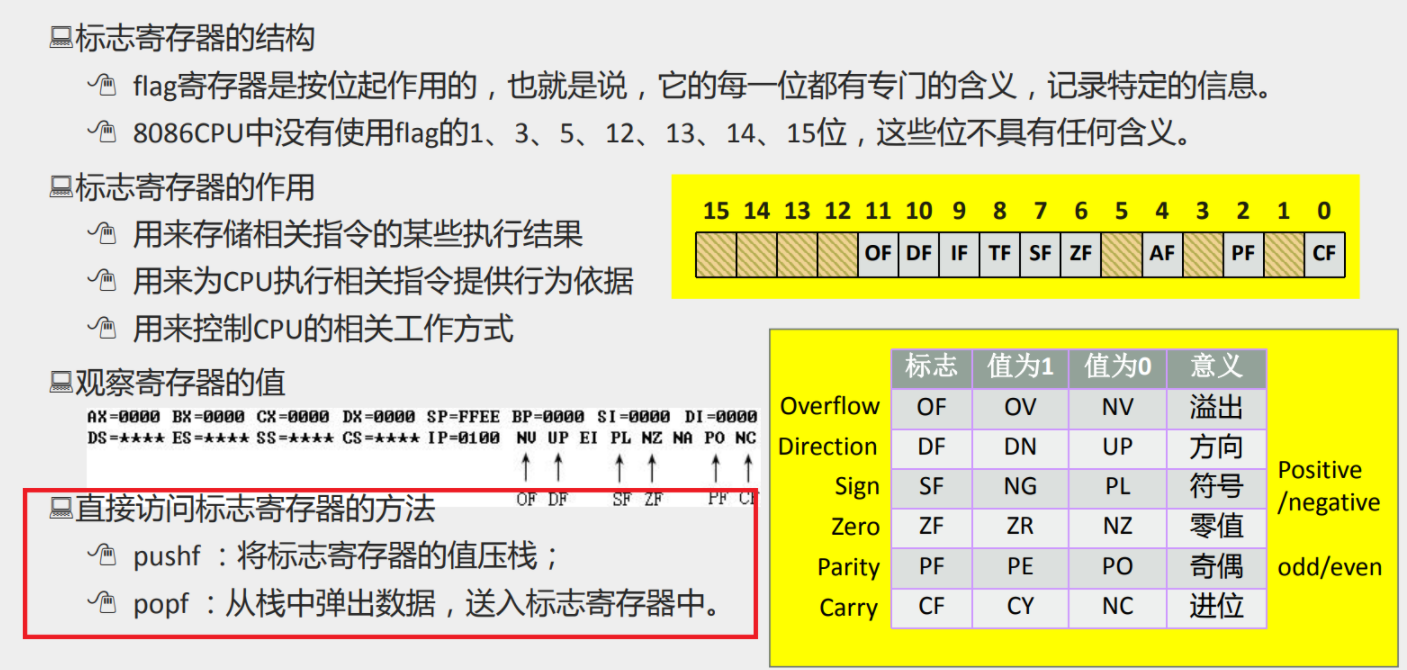 标志寄存器的结构
flag寄存器是按位起作用的，也就是说，它的每一位都有专门的含义，记录特定的信息。
8086CPU中没有使用flag的1、3、5、12、13、14、15位，这些位不具有任何含义。
标志寄存器的作用
用来存储相关指令的某些执行结果
用来为CPU执行相关指令提供行为依据
用来控制CPU的相关工作方式
15 14 13 12 11 10 9 8 7 6 5 4 3 2 1 0
OF DF IF TF SF ZF AF PF CF
观察寄存器的值
AX=0000 BX=0000 CX=0000 DX=0000 SP=FFEE BP=0000 SI=0000 DI=0000
DS=**** ES=**** SS=**** CS=**** IP=0100 NV UP EI PL NZ NA PO NC
OF DF SF ZF PF CF
直接访问标志寄存器的方法
pushf ：将标志寄存器的值压栈；
popf ：从栈中弹出数据，送入标志寄存器中。
标志 值为1 值为0 意义
Overflow OF OV NV 溢出
Direction DF DN UP 方向
Sign SF NG PL 符号 Positive
/negative
Zero ZF ZR NZ 零值
Parity PF PE PO 奇偶 odd/even
Carry CF CY NC 进位